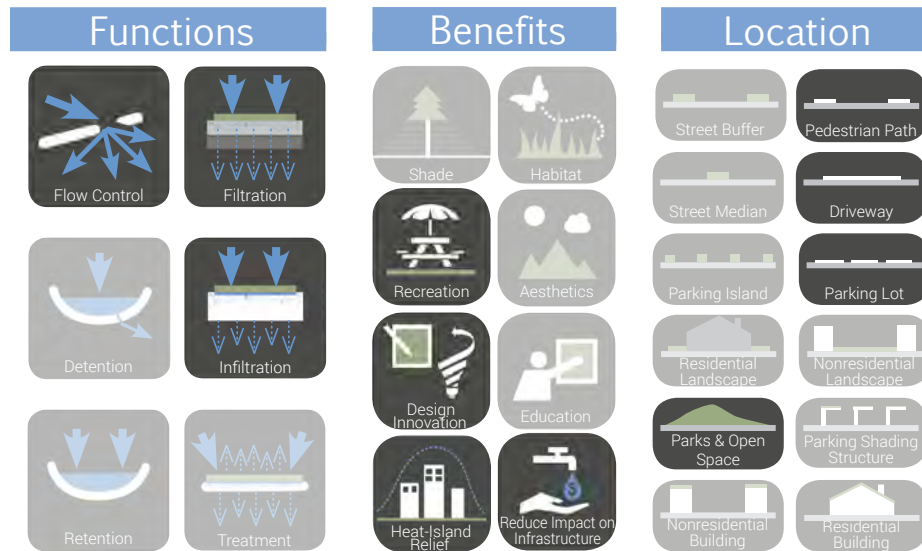 Functions
Flow Control
Filtration
Detention
Infiltration
Retention
Treatment
Benefits
Shade
Habitat
Recreation
Aesthetics
Design
Innovation
Education
Heat-Island
Relief
Reduce Impact on
Infrastructure
$
Location
Street Buffer
Pedestrian Path
Street Median
Driveway
Parking Island
Parking Lot
Residential
Landscape
Nonresidential
Landscape
Parks & Open
Space
Parking Shading
Structure
Nonresidential
Building
Residential
Building